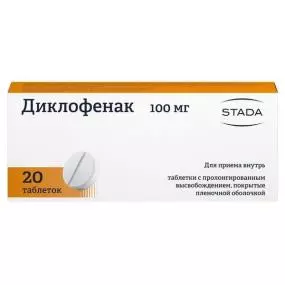 Диклофенак 100 мг
STADA
Для приема внутрь
таблетки с пролонгированным
высвобождением, покрытые
пленочной оболочкой
20
таблеток